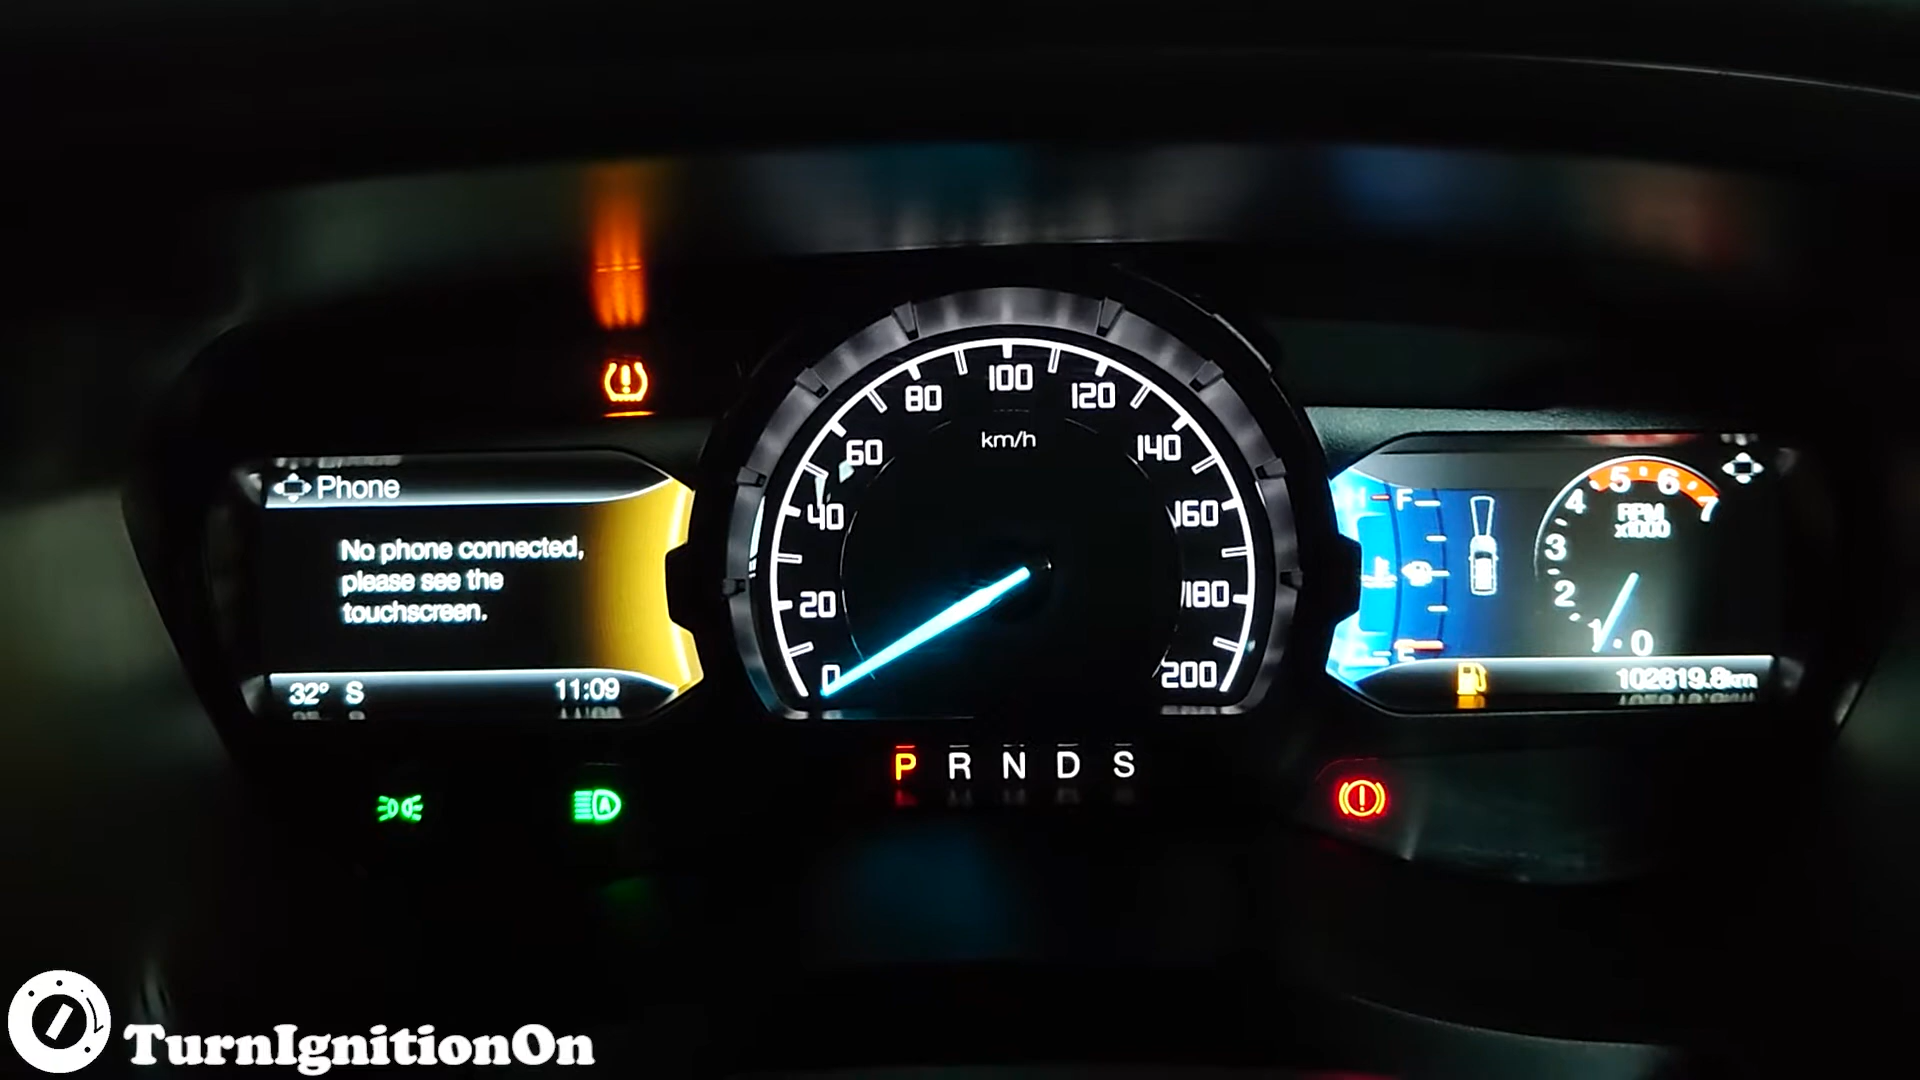 Phone
No phone connected,
please see the
touchscreen.
32° S 11:09
0 20 40 60 80 100 120 140 160 180 200
km/h
P R N D S
H F
E
0 1 2 3 4 5 6 7
RPM
x1000
102819.8km
A
TurnIgnitionOn